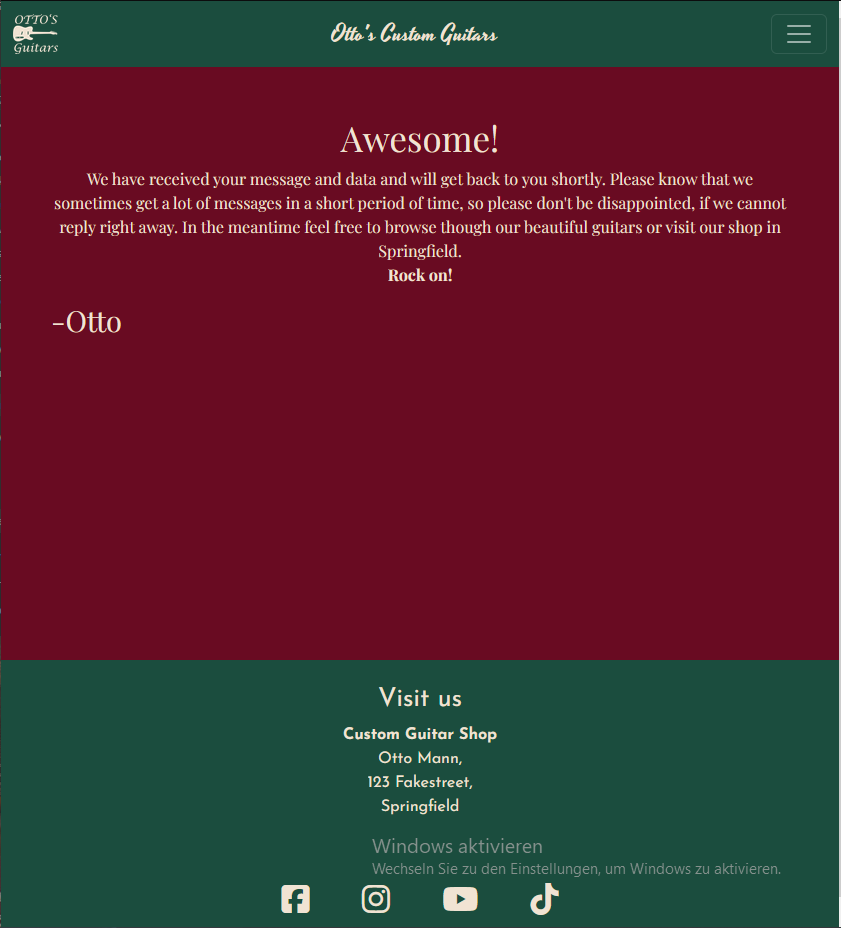 OTTO'S
Guitars
Otto's Custom Guitars
Awesome!
We have received your message and data and will get back to you shortly. Please know that we
sometimes get a lot of messages in a short period of time, so please don't be disappointed, if we cannot
reply right away. In the meantime feel free to browse though our beautiful guitars or visit our shop in
Springfield.
Rock on!
-Otto
Visit us
Custom Guitar Shop
Otto Mann,
123 Fakestreet,
Springfield
Windows aktivieren
Wechseln Sie zu den Einstellungen, um Windows zu aktivieren.